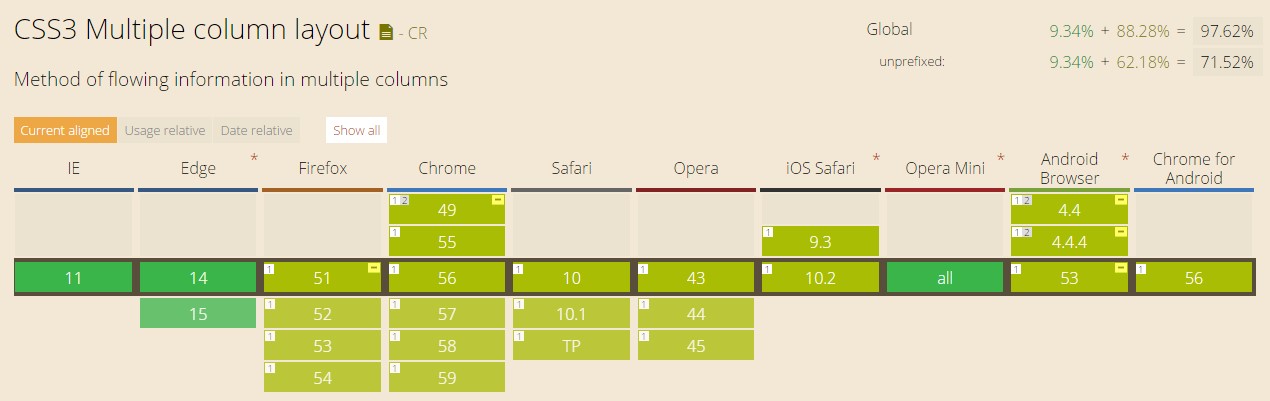 CSS3 Multiple column layout - CR
Global 9.34% + 88.28% = 97.62%
unprefixed: 9.34% + 62.18% = 71.52%
Method of flowing information in multiple columns
Current aligned Usage relative Date relative Show all
IE Edge * Firefox Chrome Safari Opera iOS Safari * Opera Mini * Android Browser * Chrome for Android
1 2 49 - 1 2 4.4 -
1 55 1 9.3 1 2 4.4.4 -
11 14 1 51 - 1 56 1 10 1 43 1 10.2 all 1 53 - 1 56
15 1 52 1 57 1 10.1 1 44
1 53 1 58 1 TP 1 45
1 54 1 59